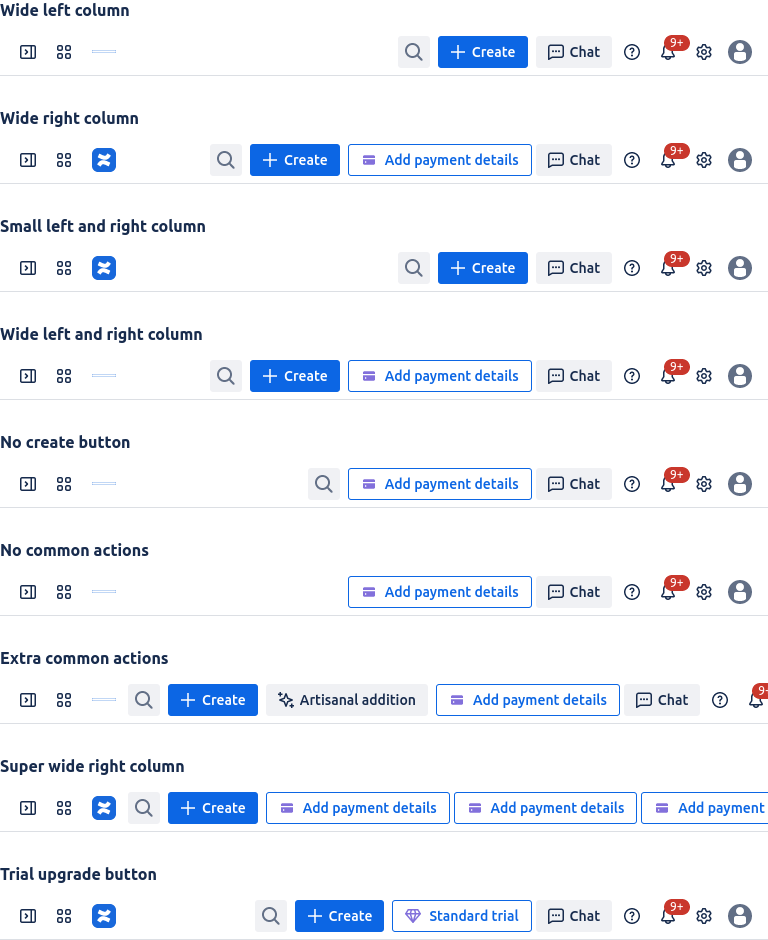 Wide left column
Create Chat 9+
Wide right column
Create Add payment details Chat 9+
Small left and right column
Create Chat 9+
Wide left and right column
Create Add payment details Chat 9+
No create button
Add payment details Chat 9+
No common actions
Add payment details Chat 9+
Extra common actions
Create Artisanal addition Add payment details Chat 9+
Super wide right column
Create Add payment details Add payment details Add payment
Trial upgrade button
Create Standard trial Chat 9+